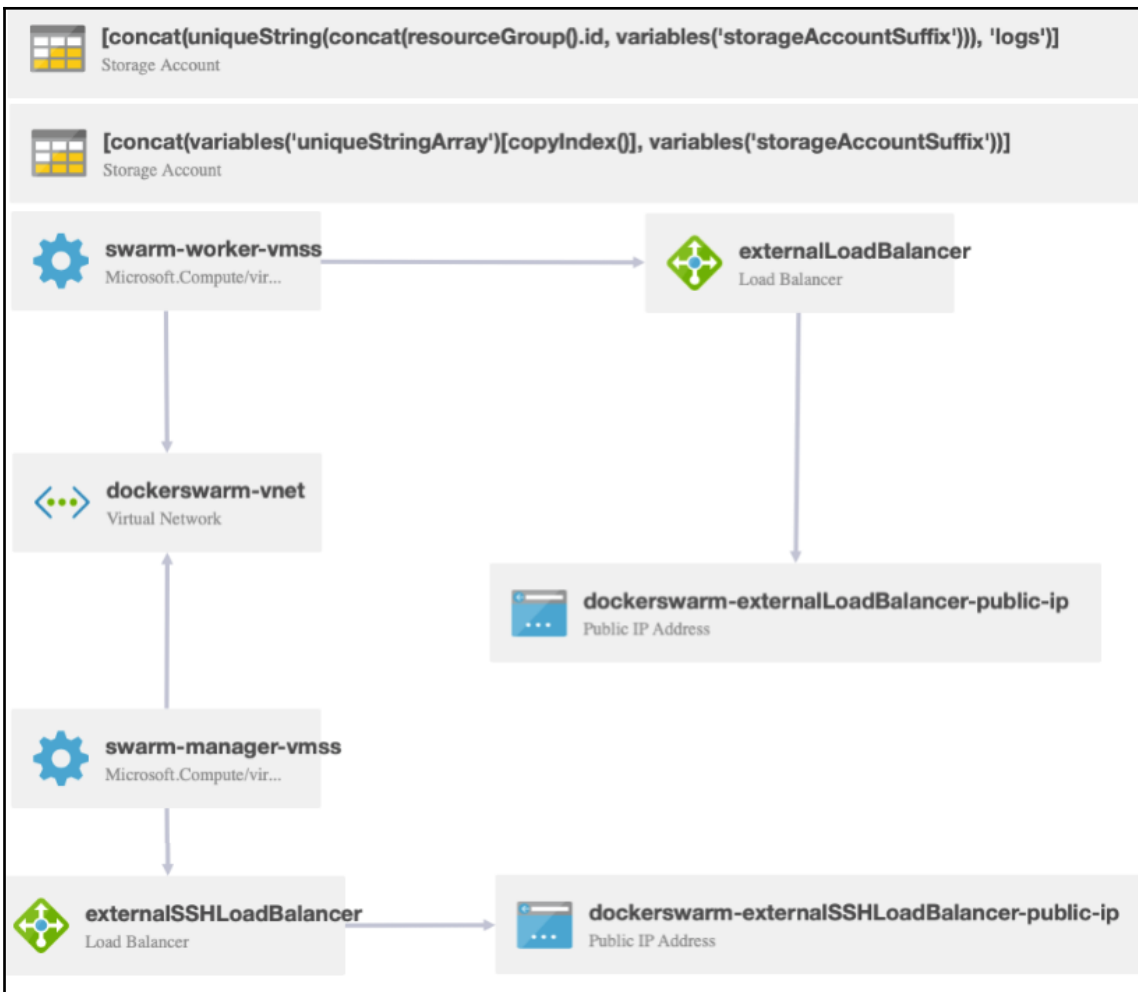 [concat(uniqueString(concat(resourceGroup().id, variables('storageAccountSuffix'))), 'logs')]
Storage Account
[concat(variables('uniqueStringArray')[copyIndex()], variables('storageAccountSuffix'))]
Storage Account
swarm-worker-vmss
Microsoft.Compute/vir...
externalLoadBalancer
Load Balancer
dockerswarm-vnet
Virtual Network
dockerswarm-externalLoadBalancer-public-ip
Public IP Address
swarm-manager-vmss
Microsoft.Compute/vir...
externalSSHLoadBalancer
Load Balancer
dockerswarm-externalSSHLoadBalancer-public-ip
Public IP Address